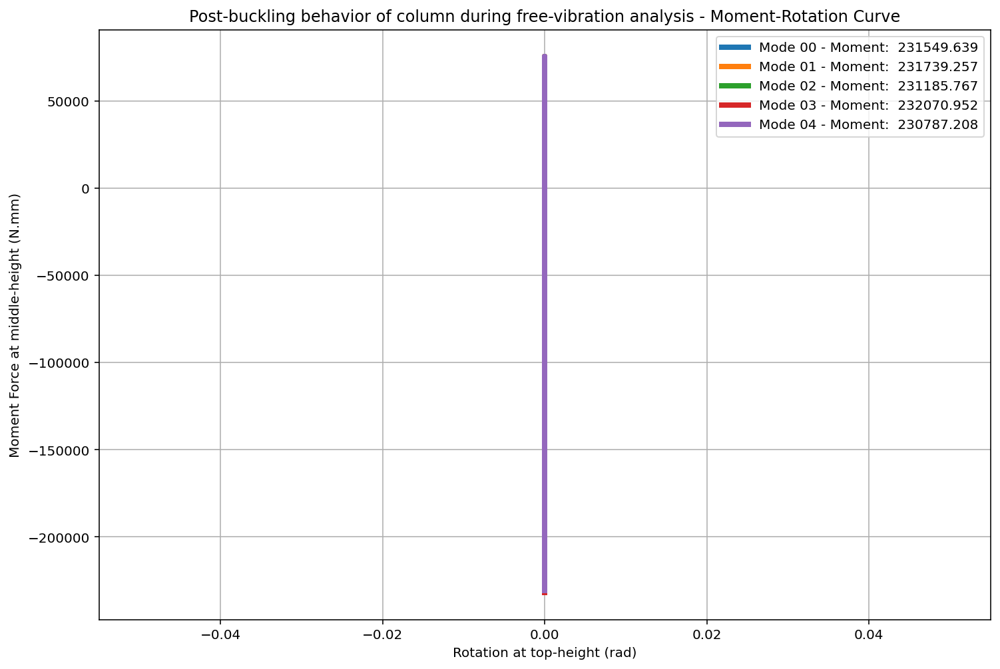 Post-buckling behavior of column during free-vibration analysis - Moment-Rotation Curve
Mode 00 - Moment:  231549.639
Mode 01 - Moment:  231739.257
Mode 02 - Moment:  231185.767
Mode 03 - Moment:  232070.952
Mode 04 - Moment:  230787.208
Moment Force at middle-height (N.mm)
50000
0
−50000
−100000
−150000
−200000
−0.04
−0.02
0.00
0.02
0.04
Rotation at top-height (rad)